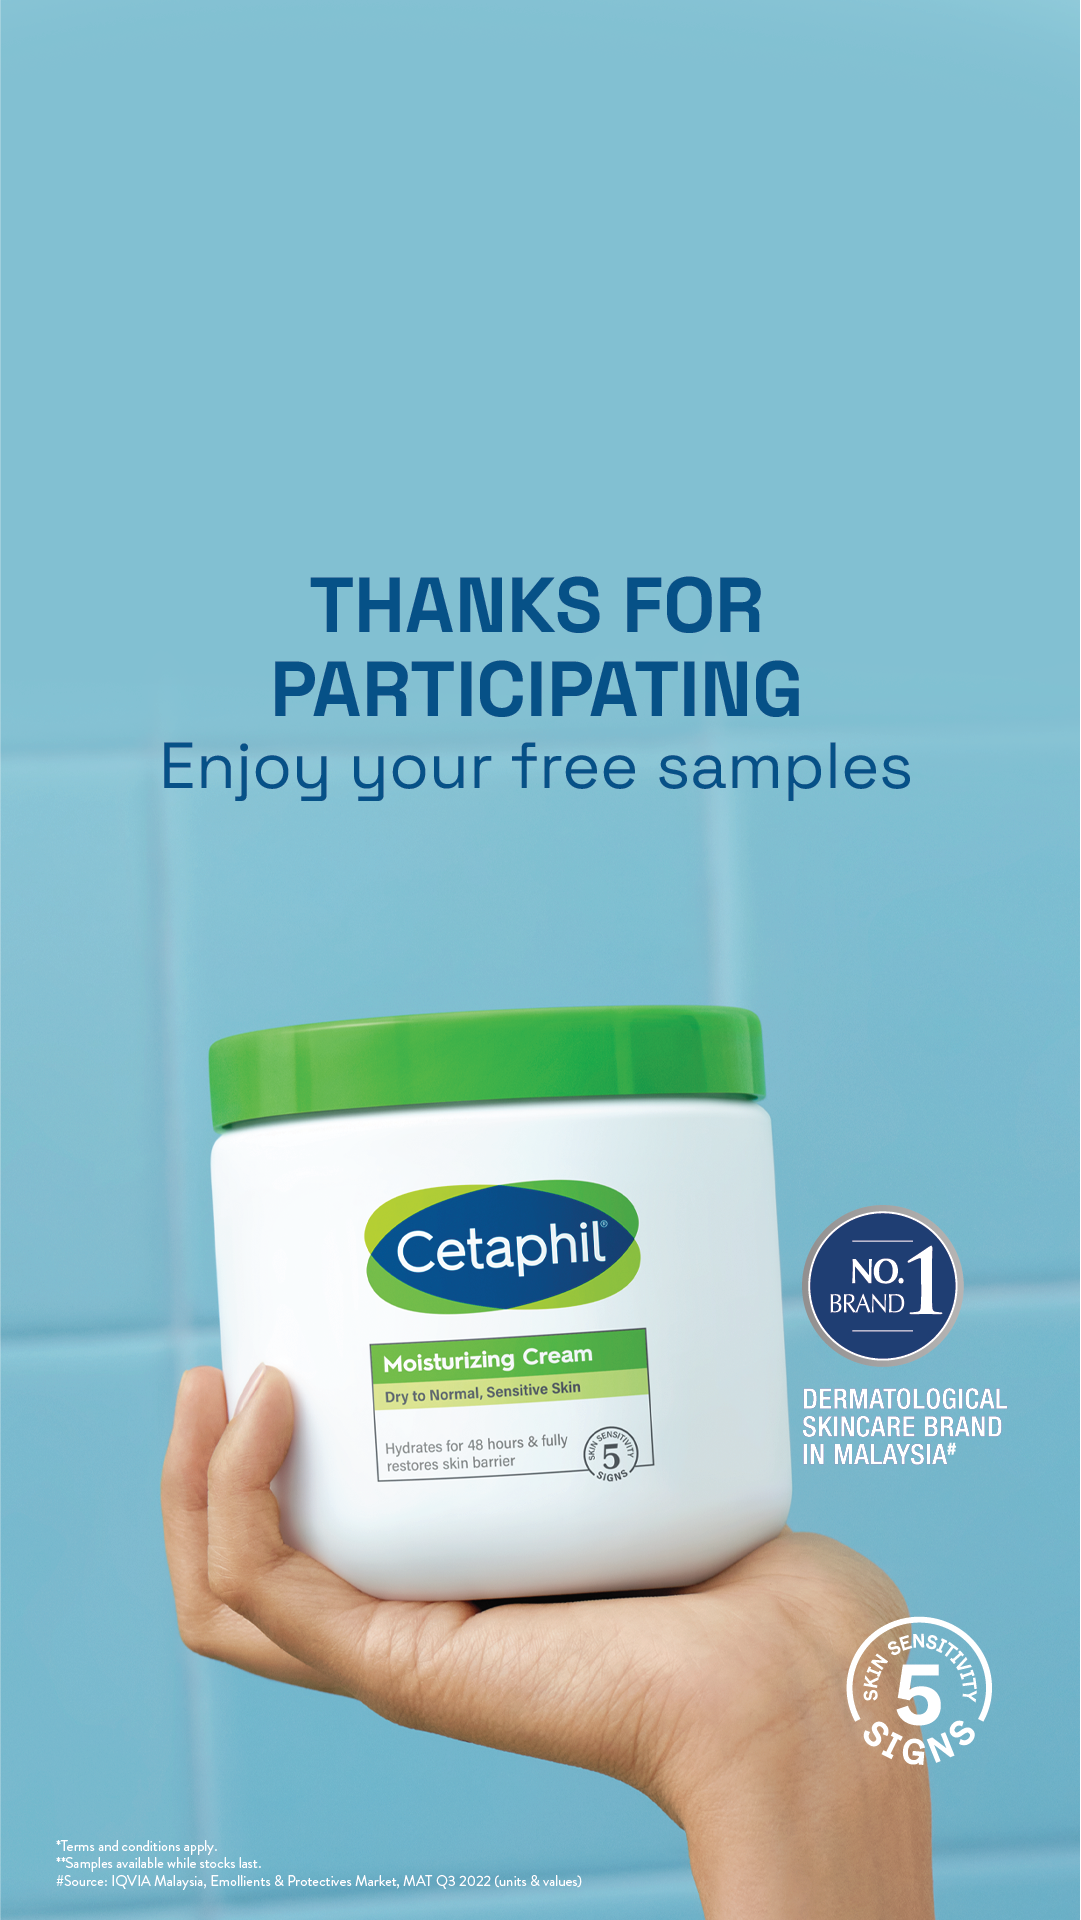 THANKS FOR
PARTICIPATING
Enjoy your free samples
Cetaphil®
Moisturizing Cream
Dry to Normal, Sensitive Skin
Hydrates for 48 hours & fully
restores skin barrier
SKIN SENSITIVITY
5
SIGNS
NO. 1
BRAND
DERMATOLOGICAL
SKINCARE BRAND
IN MALAYSIA#
SKIN SENSITIVITY
5
SIGNS
*Terms and conditions apply.
**Samples available while stocks last.
#Source: IQVIA Malaysia, Emollients & Protectives Market, MAT Q3 2022 (units & values)